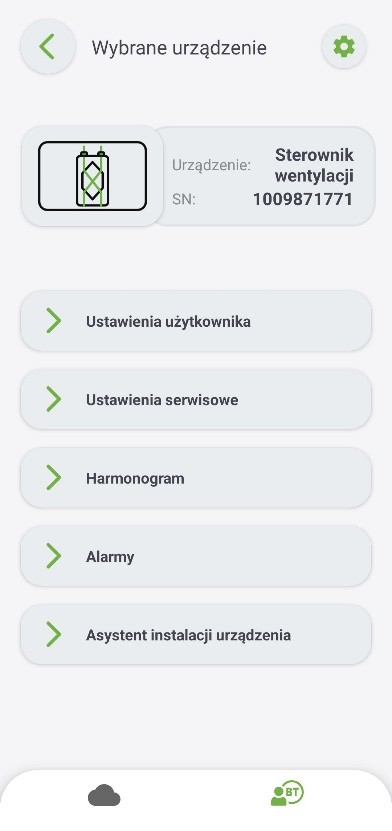 Wybrane urządzenie
Urządzenie: Sterownik
wentylacji
SN: 1009871771
Ustawienia użytkownika
Ustawienia serwisowe
Harmonogram
Alarmy
Asystent instalacji urządzenia
BT